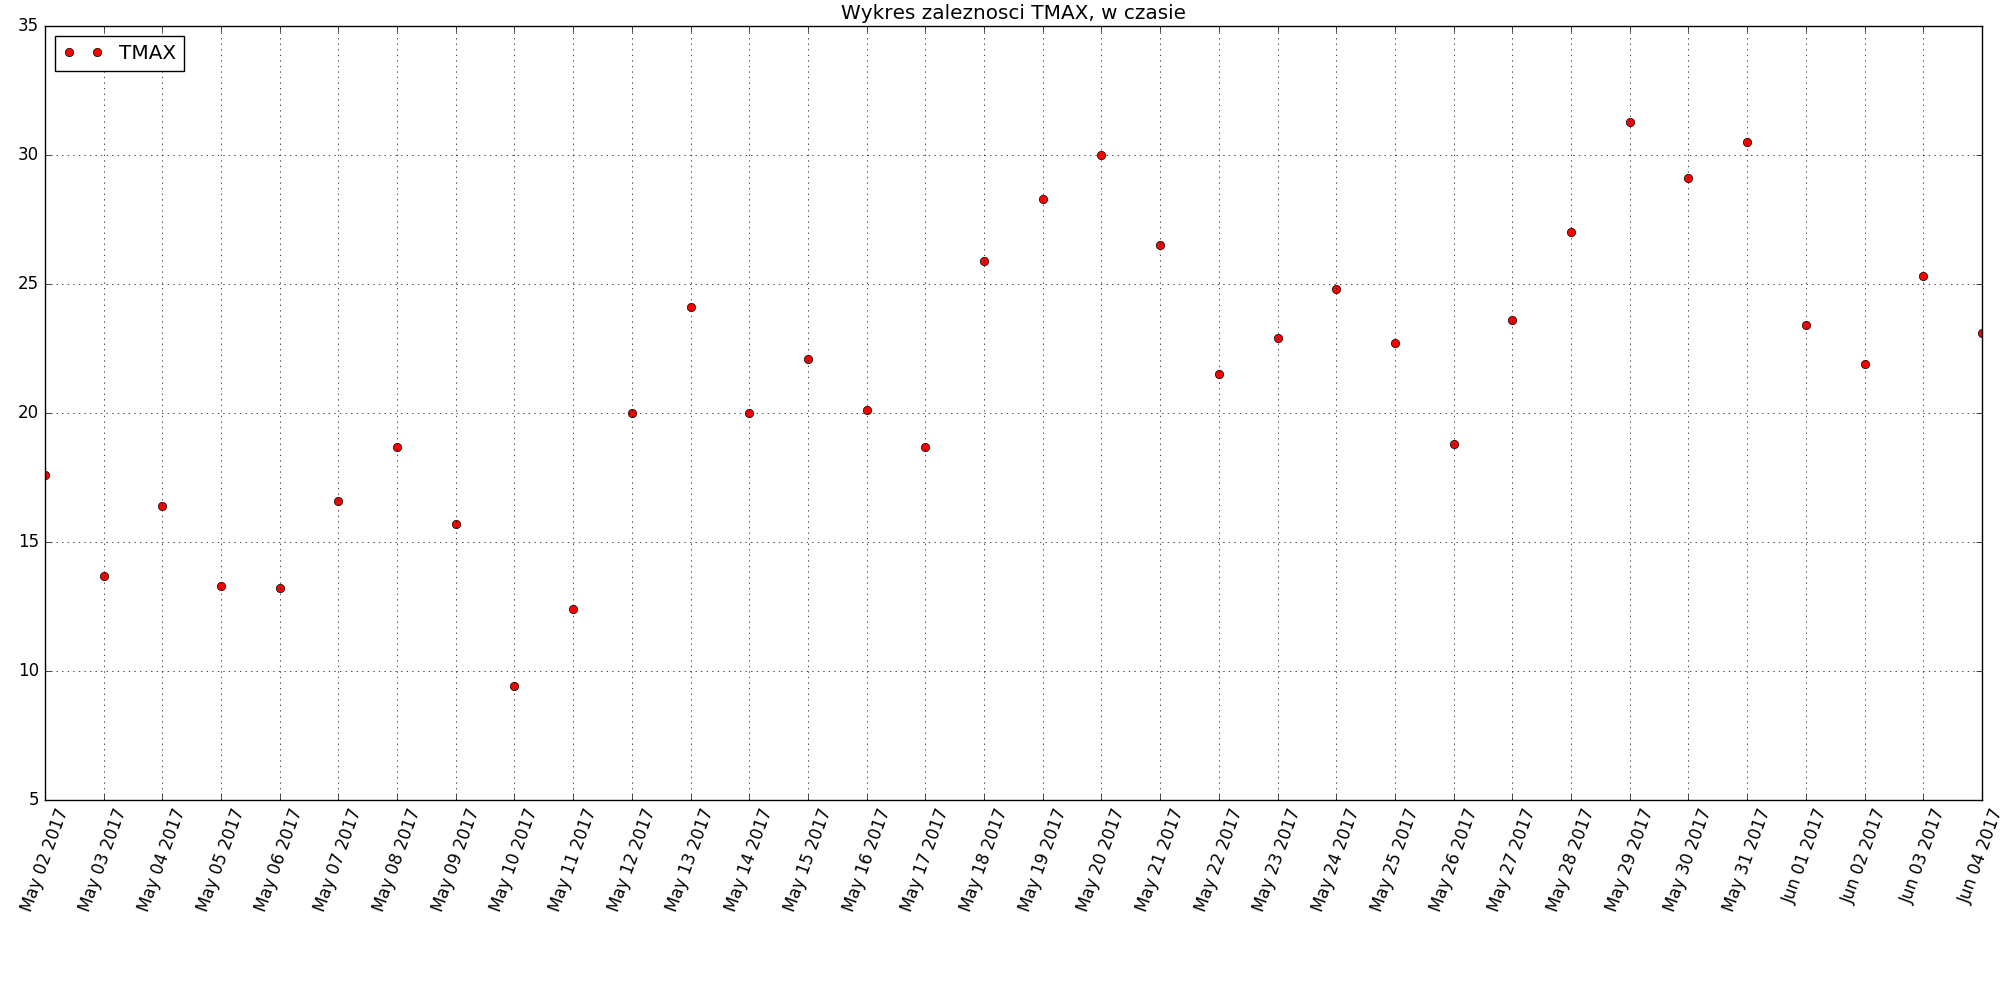 Wykres zaleznosci TMAX, w czasie
TMAX
35
30
25
20
15
10
5
May 02 2017
May 03 2017
May 04 2017
May 05 2017
May 06 2017
May 07 2017
May 08 2017
May 09 2017
May 10 2017
May 11 2017
May 12 2017
May 13 2017
May 14 2017
May 15 2017
May 16 2017
May 17 2017
May 18 2017
May 19 2017
May 20 2017
May 21 2017
May 22 2017
May 23 2017
May 24 2017
May 25 2017
May 26 2017
May 27 2017
May 28 2017
May 29 2017
May 30 2017
May 31 2017
Jun 01 2017
Jun 02 2017
Jun 03 2017
Jun 04 2017